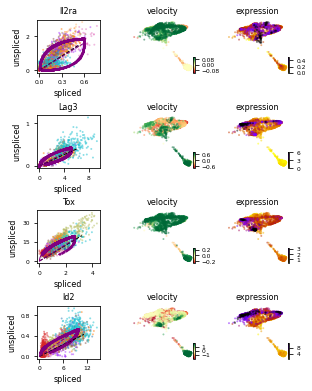 Il2ra velocity expression
unspliced
2
0
0.0 0.3 0.6
spliced
0.08
0.00
−0.08
0.4
0.2
0.0
Lag3 velocity expression
unspliced
1
0
0 4 8
spliced
0.6
0.0
−0.6
6
3
0
Tox velocity expression
unspliced
30
15
0
0 2 4
spliced
0.2
0.0
−0.2
3
2
1
Id2 velocity expression
unspliced
0.8
0.4
0.0
0 6 12
spliced
1
0
−1
8
4